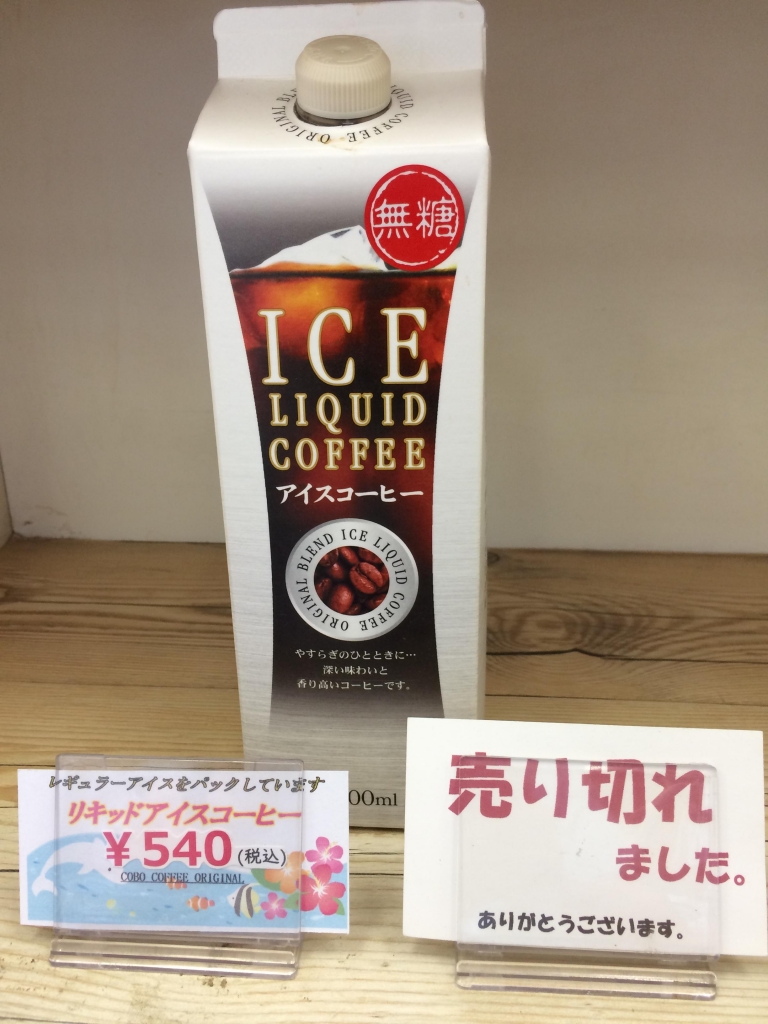 ORIGINAL BLEND ICE LIQUID COFFEE
無糖
ICE
LIQUID
COFFEE
アイスコーヒー
ORIGINAL BLEND ICE LIQUID COFFEE
やすらぎのひとときに…
深い味わいと
香り高いコーヒーです。
00ml
レギュラーアイスをパックしています
リキッドアイスコーヒー
¥540(税込)
COBO COFFEE ORIGINAL
売り切れ
ました。
ありがとうございます。